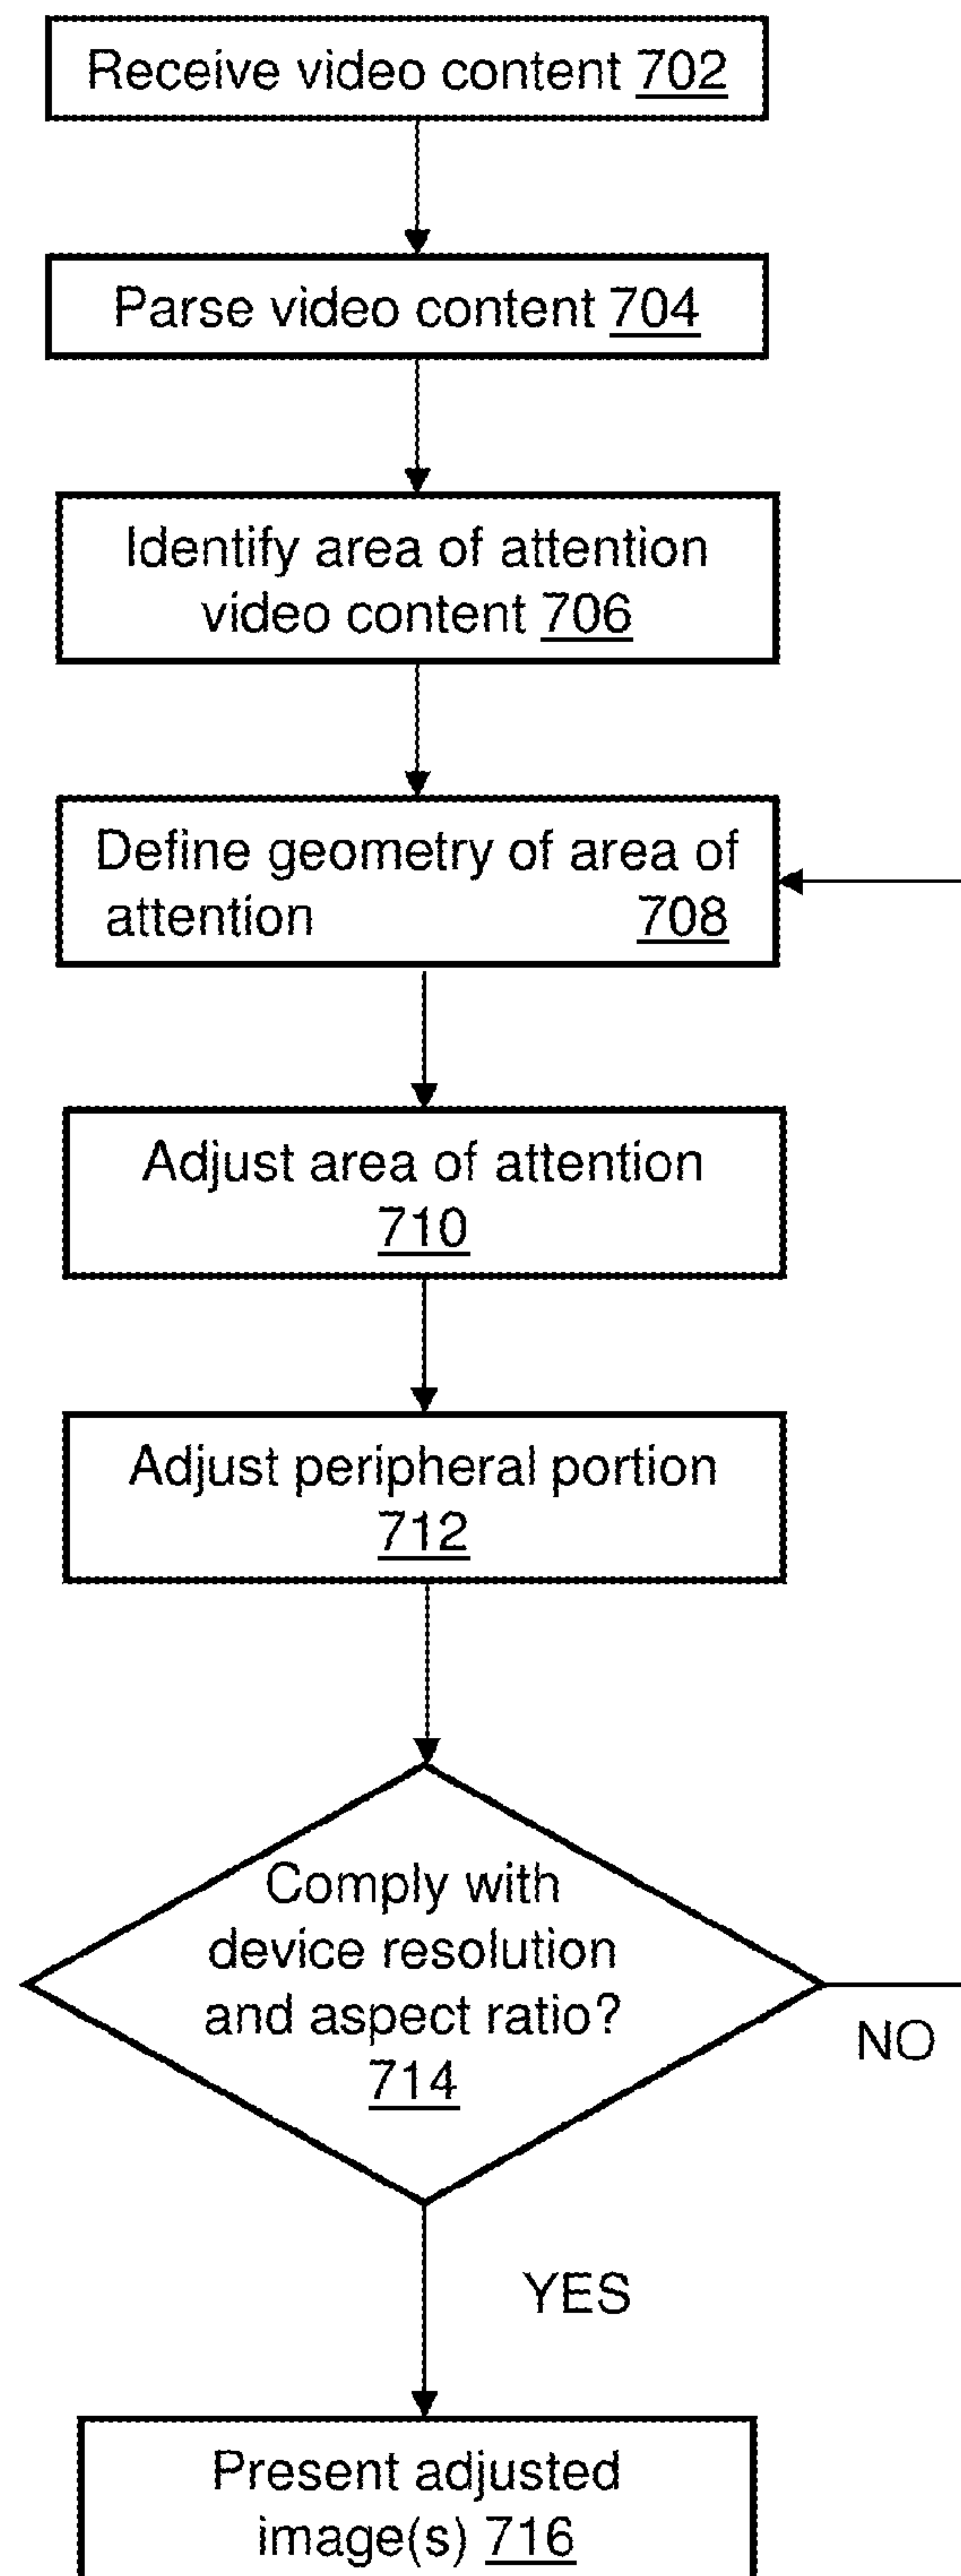 Receive video content 702
Parse video content 704
Identify area of attention
video content 706
Define geometry of area of
attention 708
Adjust area of attention
710
Adjust peripheral portion
712
Comply with
device resolution
and aspect ratio?
714
NO
YES
Present adjusted
image(s) 716